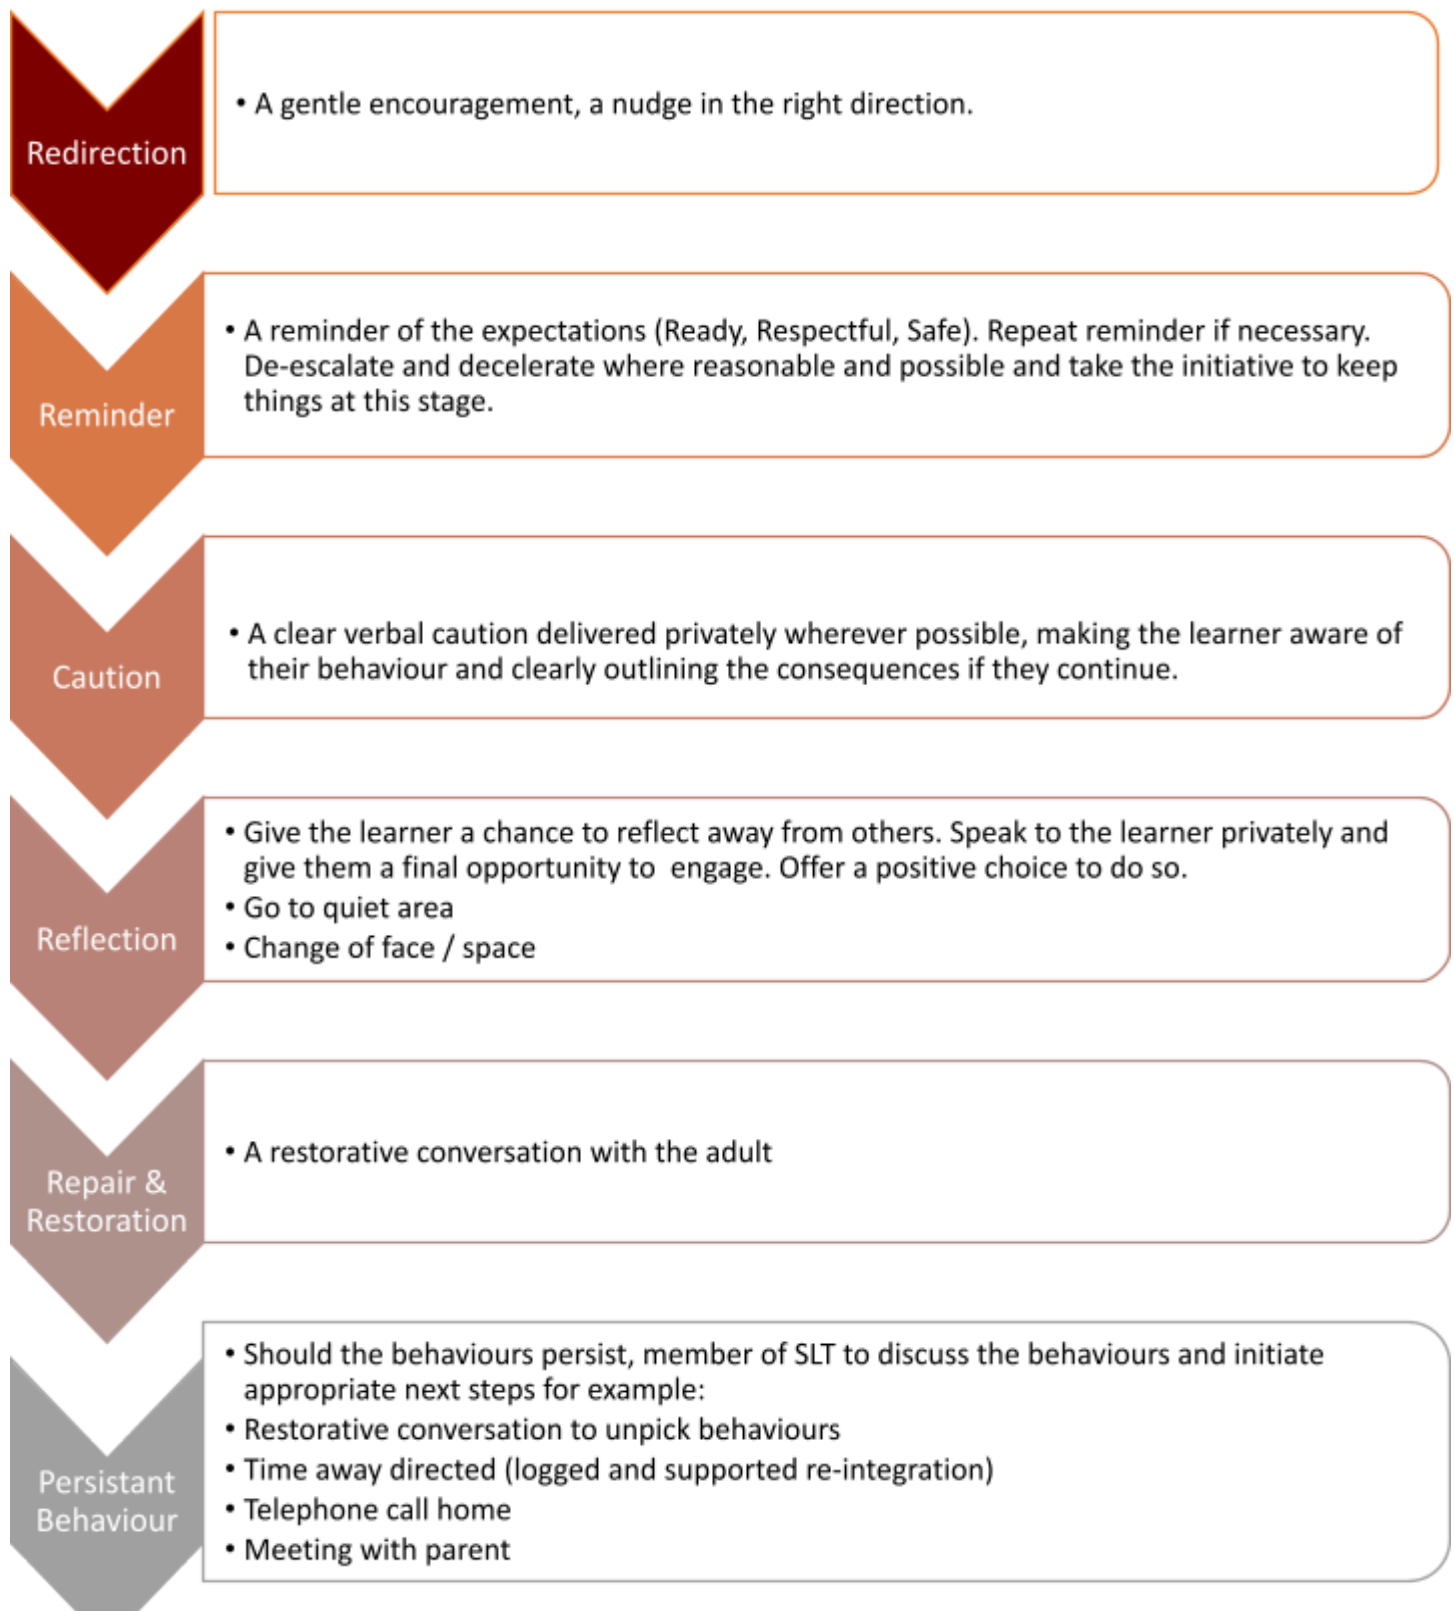 Redirection
• A gentle encouragement, a nudge in the right direction.
Reminder
• A reminder of the expectations (Ready, Respectful, Safe). Repeat reminder if necessary.
De-escalate and decelerate where reasonable and possible and take the initiative to keep
things at this stage.
Caution
• A clear verbal caution delivered privately wherever possible, making the learner aware of
their behaviour and clearly outlining the consequences if they continue.
Reflection
• Give the learner a chance to reflect away from others. Speak to the learner privately and
give them a final opportunity to  engage. Offer a positive choice to do so.
• Go to quiet area
• Change of face / space
Repair &
Restoration
• A restorative conversation with the adult
Persistant
Behaviour
• Should the behaviours persist, member of SLT to discuss the behaviours and initiate
appropriate next steps for example:
• Restorative conversation to unpick behaviours
• Time away directed (logged and supported re-integration)
• Telephone call home
• Meeting with parent